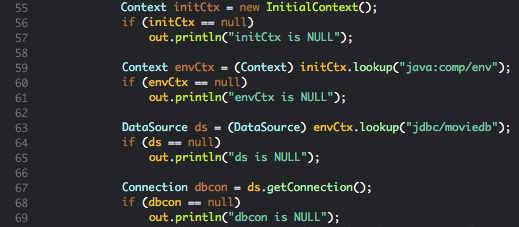 55 Context initCtx = new InitialContext();
56 if (initCtx == null)
57 out.println("initCtx is NULL");
58
59 Context envCtx = (Context) initCtx.lookup("java:comp/env");
60 if (envCtx == null)
61 out.println("envCtx is NULL");
62
63 DataSource ds = (DataSource) envCtx.lookup("jdbc/moviedb");
64 if (ds == null)
65 out.println("ds is NULL");
66
67 Connection dbcon = ds.getConnection();
68 if (dbcon == null)
69 out.println("dbcon is NULL");